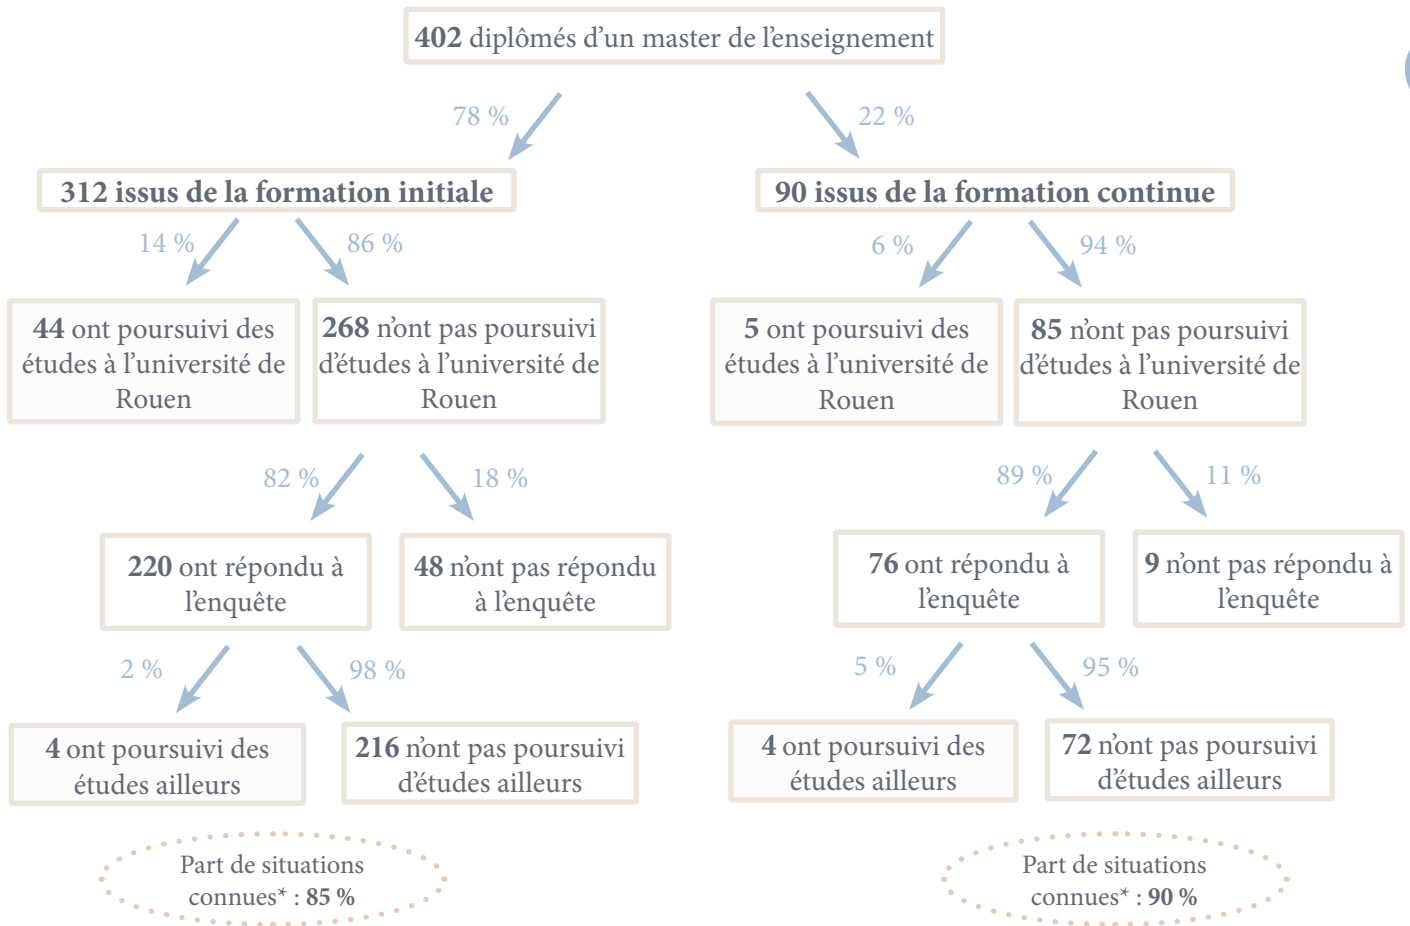 402 diplômés d’un master de l’enseignement
78 %
22 %
312 issus de la formation initiale
90 issus de la formation continue
14 %
86 %
6 %
94 %
44 ont poursuivi des
études à l’université de
Rouen
268 n’ont pas poursuivi
d’études à l’université de
Rouen
5 ont poursuivi des
études à l’université de
Rouen
85 n’ont pas poursuivi
d’études à l’université de
Rouen
82 %
18 %
89 %
11 %
220 ont répondu à
l’enquête
48 n’ont pas répondu
à l’enquête
76 ont répondu à
l’enquête
9 n’ont pas répondu à
l’enquête
2 %
98 %
5 %
95 %
4 ont poursuivi des
études ailleurs
216 n’ont pas poursuivi
d’études ailleurs
4 ont poursuivi des
études ailleurs
72 n’ont pas poursuivi
d’études ailleurs
Part de situations
connues* : 85 %
Part de situations
connues* : 90 %